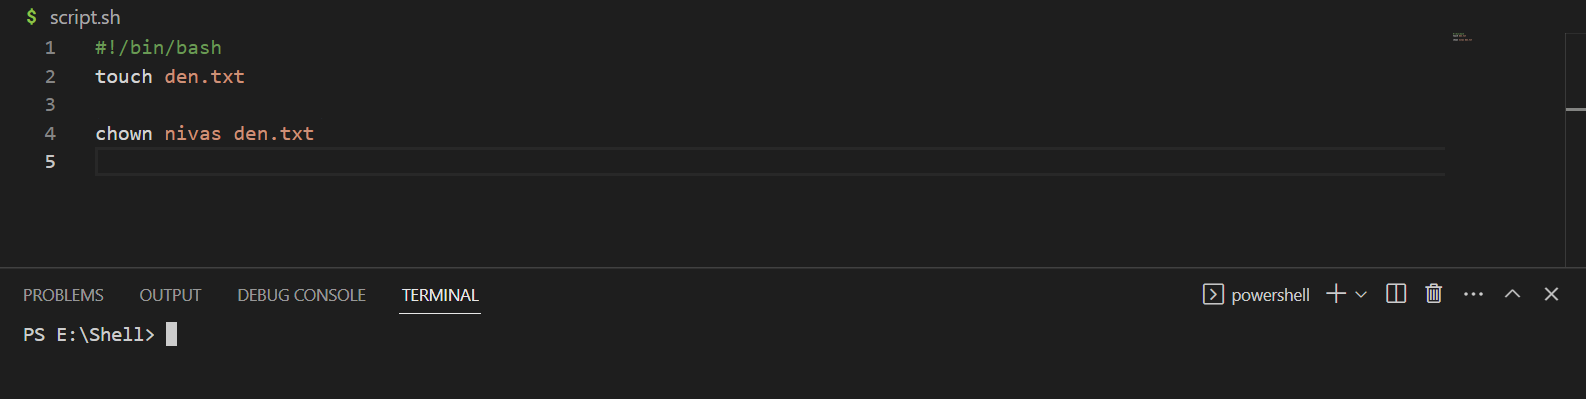 $ script.sh
1 #!/bin/bash
2 touch den.txt
3
4 chown nivas den.txt
5
PROBLEMS OUTPUT DEBUG CONSOLE TERMINAL powershell
PS E:\Shell>